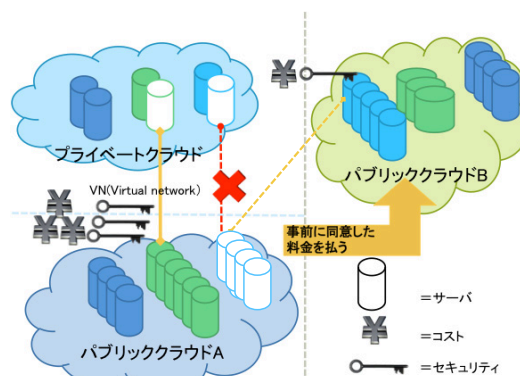 プライベートクラウド
VN(Virtual network)
パブリッククラウドB
事前に同意した
料金を払う
パブリッククラウドA
=サーバ
=コスト
=セキュリティ